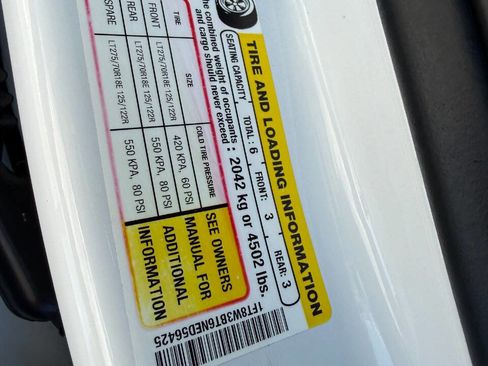 TIRE AND LOADING INFORMATION
SEATING CAPACITY TOTAL: 6 FRONT: 3 REAR: 3
The combined weight of occupants
and cargo should never exceed: 2042 kg or 4502 lbs.
TIRE SIZE COLD TIRE PRESSURE
FRONT LT275/70R18E 125/122R 420 KPA, 60 PSI
REAR LT275/70R18E 125/122R 550 KPA, 80 PSI
SPARE LT275/70R18E 125/122R 550 KPA, 80 PSI
SEE OWNERS
MANUAL FOR
ADDITIONAL
INFORMATION
1FT8W3BT6NED56425